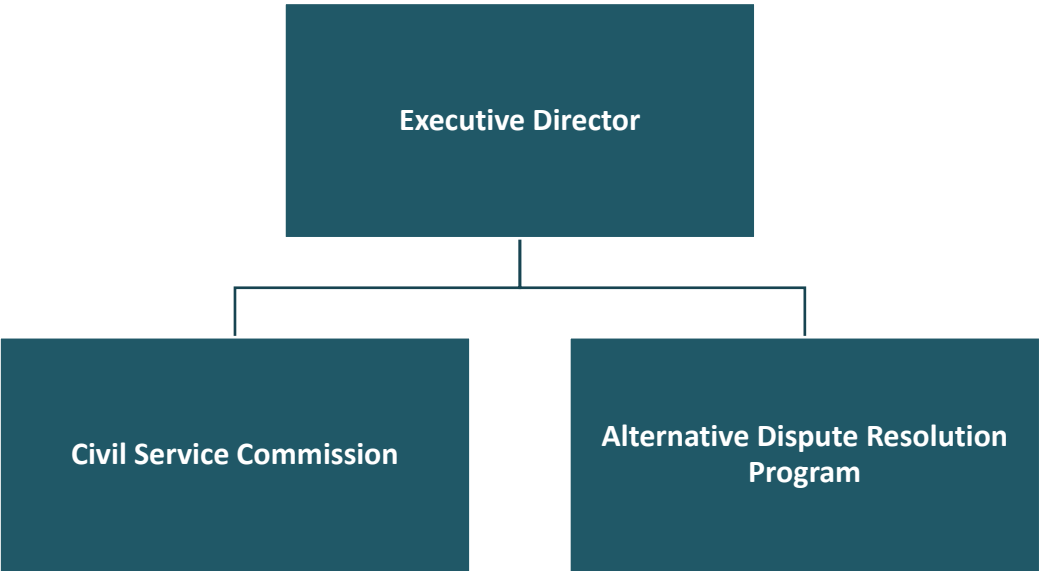 Executive Director
Civil Service Commission
Alternative Dispute Resolution
Program